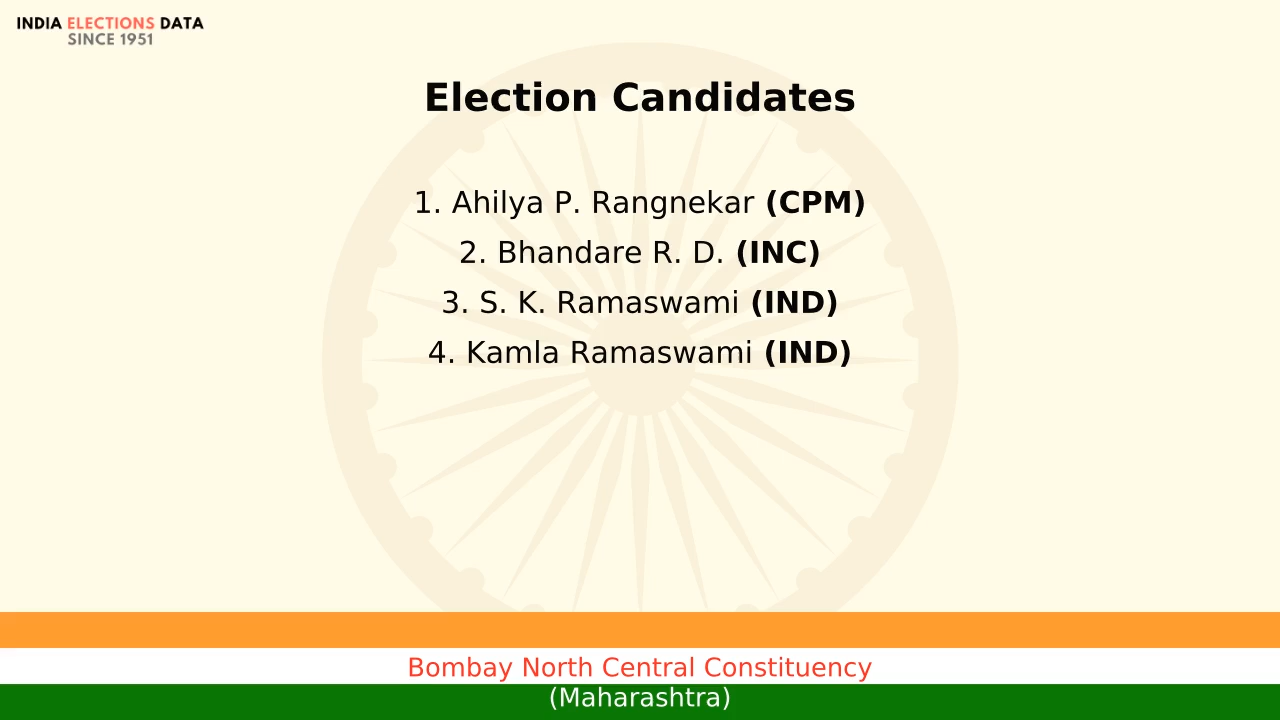 INDIA ELECTIONS DATA
SINCE 1951
Election Candidates
1. Ahilya P. Rangnekar (CPM)
2. Bhandare R. D. (INC)
3. S. K. Ramaswami (IND)
4. Kamla Ramaswami (IND)
Bombay North Central Constituency
(Maharashtra)